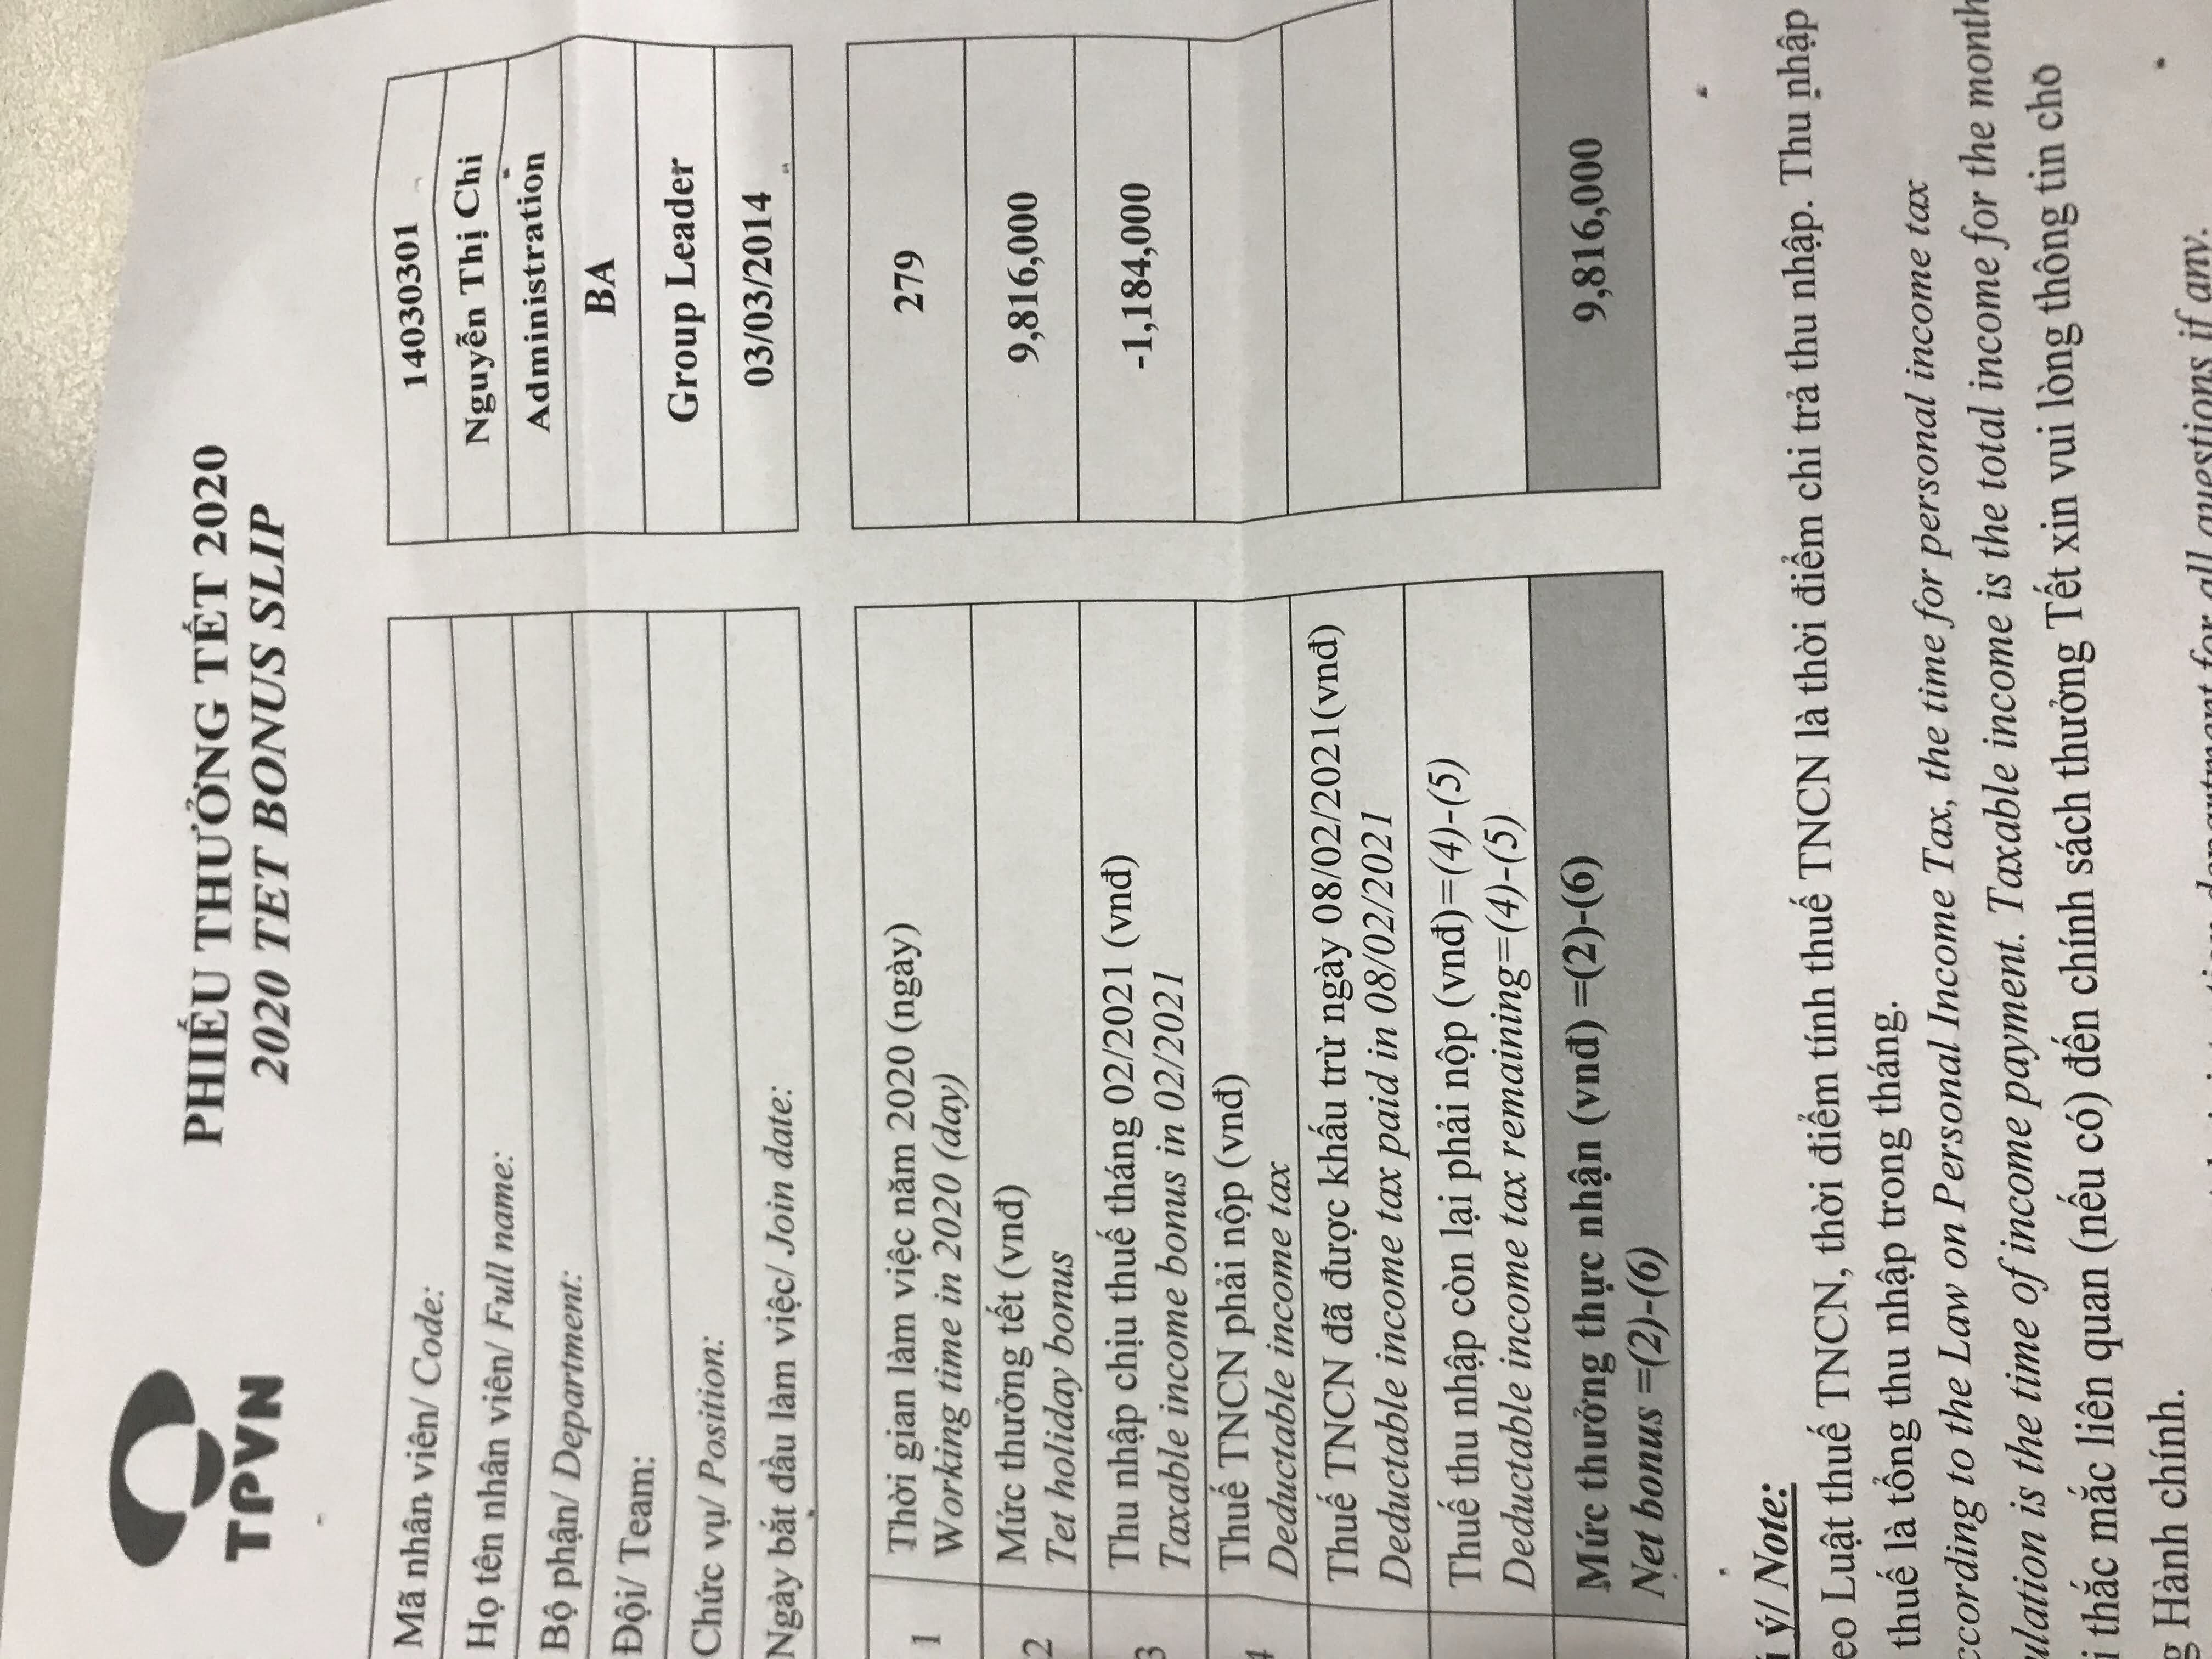 TPVN
PHIẾU THƯỞNG TẾT 2020
2020 TET BONUS SLIP
Mã nhân viên/ Code: 14030301
Họ tên nhân viên/ Full name: Nguyễn Thị Chi
Bộ phận/ Department: Administration
Đội/ Team: BA
Chức vụ/ Position: Group Leader
Ngày bắt đầu làm việc/ Join date: 03/03/2014
1 Thời gian làm việc năm 2020 (ngày) 279
Working time in 2020 (day)
2 Mức thưởng tết (vnđ) 9,816,000
Tet holiday bonus
3 Thu nhập chịu thuế tháng 02/2021 (vnđ) -1,184,000
Taxable income bonus in 02/2021
4 Thuế TNCN phải nộp (vnđ)
Deductable income tax
Thuế TNCN đã được khấu trừ ngày 08/02/2021(vnđ)
Deductable income tax paid in 08/02/2021
Thuế thu nhập còn lại phải nộp (vnđ)=(4)-(5)
Deductable income tax remaining=(4)-(5)
Mức thưởng thực nhận (vnđ) =(2)-(6) 9,816,000
Net bonus =(2)-(6)
ý/ Note:
eo Luật thuế TNCN, thời điểm tính thuế TNCN là thời điểm chi trả thu nhập. Thu nhập
thuế là tổng thu nhập trong tháng.
ccording to the Law on Personal Income Tax, the time for personal income tax
ulation is the time of income payment. Taxable income is the total income for the month
i thắc mắc liên quan (nếu có) đến chính sách thưởng Tết xin vui lòng thông tin cho
g Hành chính.
department for all questions if any.